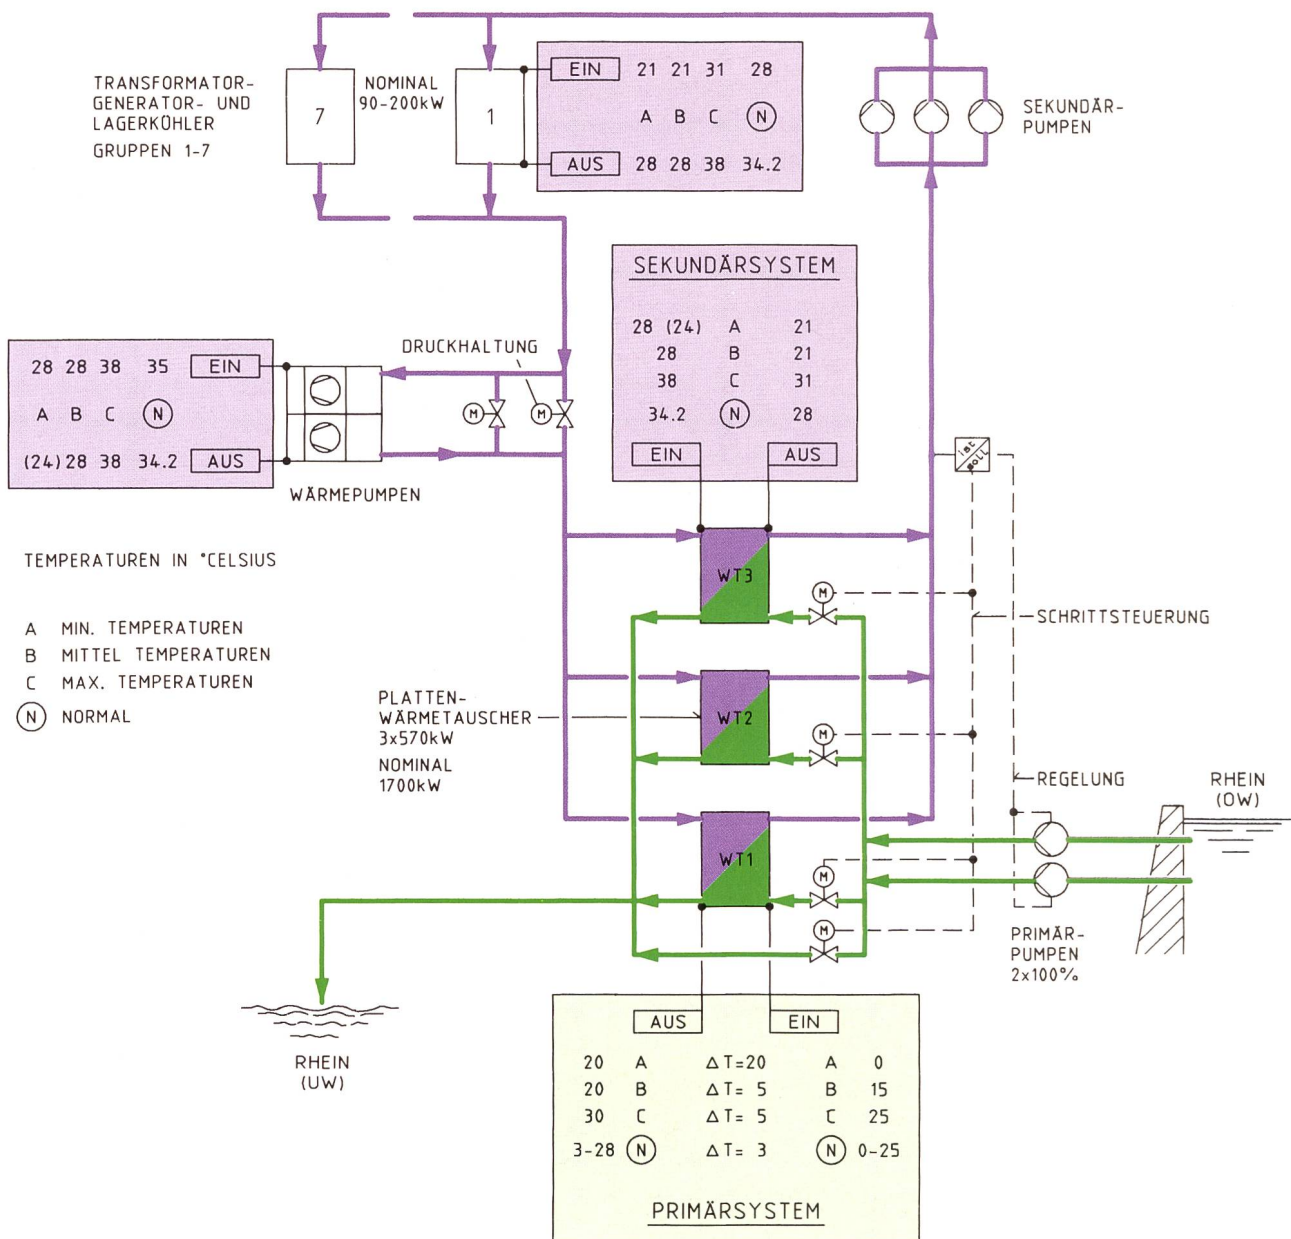 TRANSFORMATOR-
GENERATOR- UND
LAGERKÜHLER
GRUPPEN 1-7
7
NOMINAL
90-200kW
1
EIN 21 21 31 28
A B C N
AUS 28 28 38 34.2
SEKUNDÄR-
PUMPEN
SEKUNDÄRSYSTEM
28 (24) A 21
28 B 21
38 C 31
34.2 N 28
EIN AUS
28 28 38 35 EIN
A B C N
(24) 28 38 34.2 AUS
WÄRMEPUMPEN
DRUCKHALTUNG
M M
ist
soll
TEMPERATUREN IN °CELSIUS
A MIN. TEMPERATUREN
B MITTEL TEMPERATUREN
C MAX. TEMPERATUREN
N NORMAL
WT3
M
SCHRITTSTEUERUNG
PLATTEN-
WÄRMETAUSCHER
3x570kW
NOMINAL
1700kW
WT2
M
REGELUNG
RHEIN
(OW)
WT1
M
M
PRIMÄR-
PUMPEN
2x100%
RHEIN
(UW)
AUS EIN
20 A ΔT=20 A 0
20 B ΔT= 5 B 15
30 C ΔT= 5 C 25
3-28 N ΔT= 3 N 0-25
PRIMÄRSYSTEM